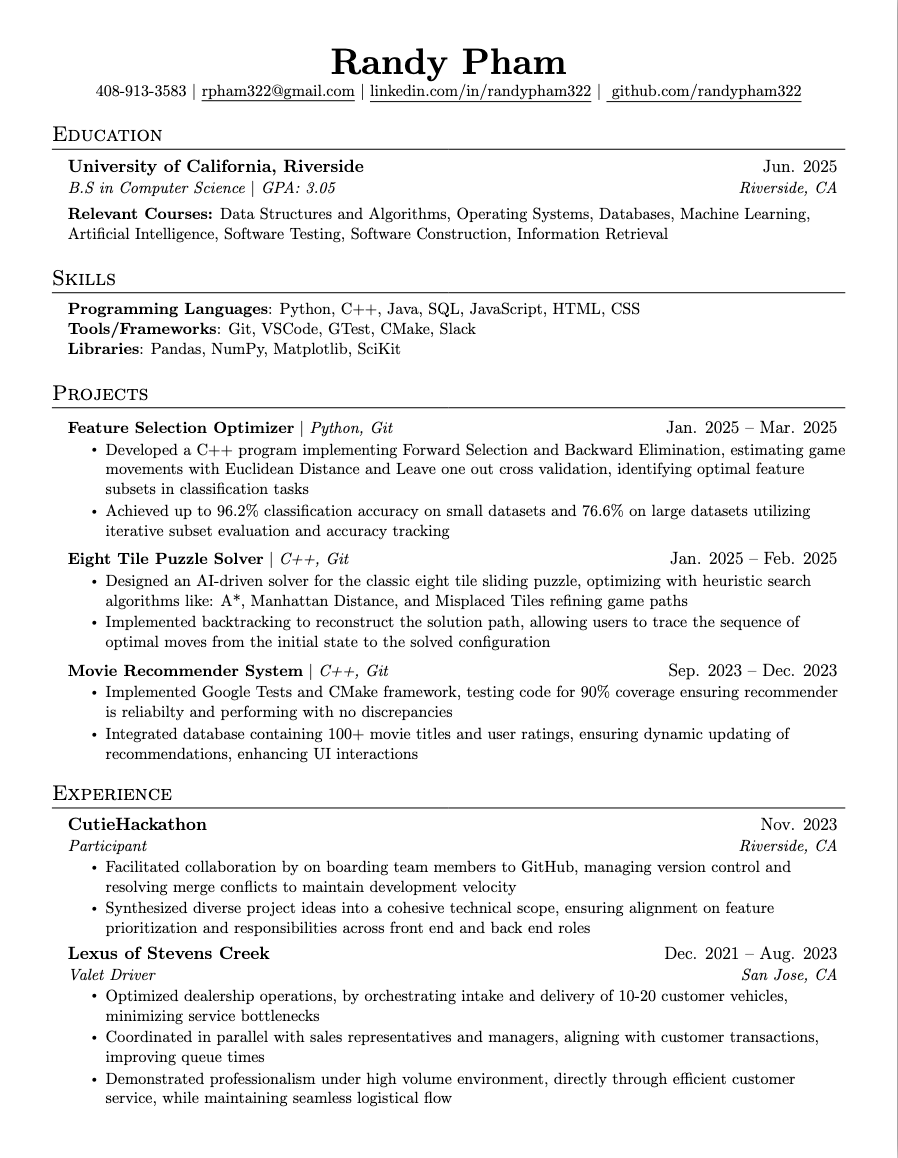 Randy Pham
408-913-3583 | rpham322@gmail.com | linkedin.com/in/randypham322 | github.com/randypham322
Education
University of California, Riverside Jun. 2025
B.S in Computer Science | GPA: 3.05 Riverside, CA
Relevant Courses: Data Structures and Algorithms, Operating Systems, Databases, Machine Learning,
Artificial Intelligence, Software Testing, Software Construction, Information Retrieval
Skills
Programming Languages: Python, C++, Java, SQL, JavaScript, HTML, CSS
Tools/Frameworks: Git, VSCode, GTest, CMake, Slack
Libraries: Pandas, NumPy, Matplotlib, SciKit
Projects
Feature Selection Optimizer | Python, Git Jan. 2025 – Mar. 2025
• Developed a C++ program implementing Forward Selection and Backward Elimination, estimating game
movements with Euclidean Distance and Leave one out cross validation, identifying optimal feature
subsets in classification tasks
• Achieved up to 96.2% classification accuracy on small datasets and 76.6% on large datasets utilizing
iterative subset evaluation and accuracy tracking
Eight Tile Puzzle Solver | C++, Git Jan. 2025 – Feb. 2025
• Designed an AI-driven solver for the classic eight tile sliding puzzle, optimizing with heuristic search
algorithms like: A*, Manhattan Distance, and Misplaced Tiles refining game paths
• Implemented backtracking to reconstruct the solution path, allowing users to trace the sequence of
optimal moves from the initial state to the solved configuration
Movie Recommender System | C++, Git Sep. 2023 – Dec. 2023
• Implemented Google Tests and CMake framework, testing code for 90% coverage ensuring recommender
is reliabilty and performing with no discrepancies
• Integrated database containing 100+ movie titles and user ratings, ensuring dynamic updating of
recommendations, enhancing UI interactions
Experience
CutieHackathon Nov. 2023
Participant Riverside, CA
• Facilitated collaboration by on boarding team members to GitHub, managing version control and
resolving merge conflicts to maintain development velocity
• Synthesized diverse project ideas into a cohesive technical scope, ensuring alignment on feature
prioritization and responsibilities across front end and back end roles
Lexus of Stevens Creek Dec. 2021 – Aug. 2023
Valet Driver San Jose, CA
• Optimized dealership operations, by orchestrating intake and delivery of 10-20 customer vehicles,
minimizing service bottlenecks
• Coordinated in parallel with sales representatives and managers, aligning with customer transactions,
improving queue times
• Demonstrated professionalism under high volume environment, directly through efficient customer
service, while maintaining seamless logistical flow